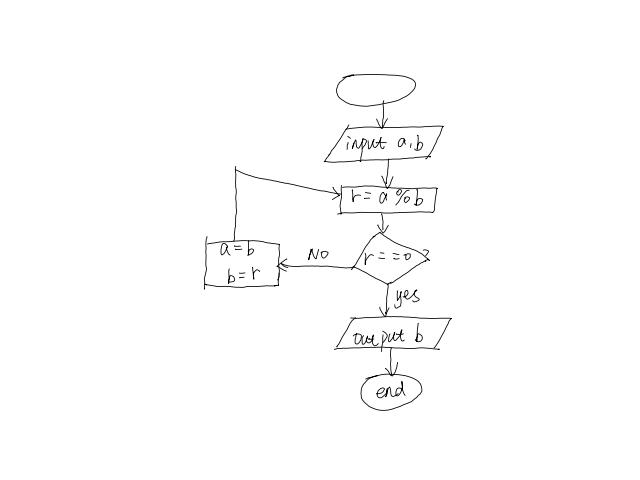 input a,b
r = a % b
r == 0 ?
NO
a = b
b = r
yes
output b
end